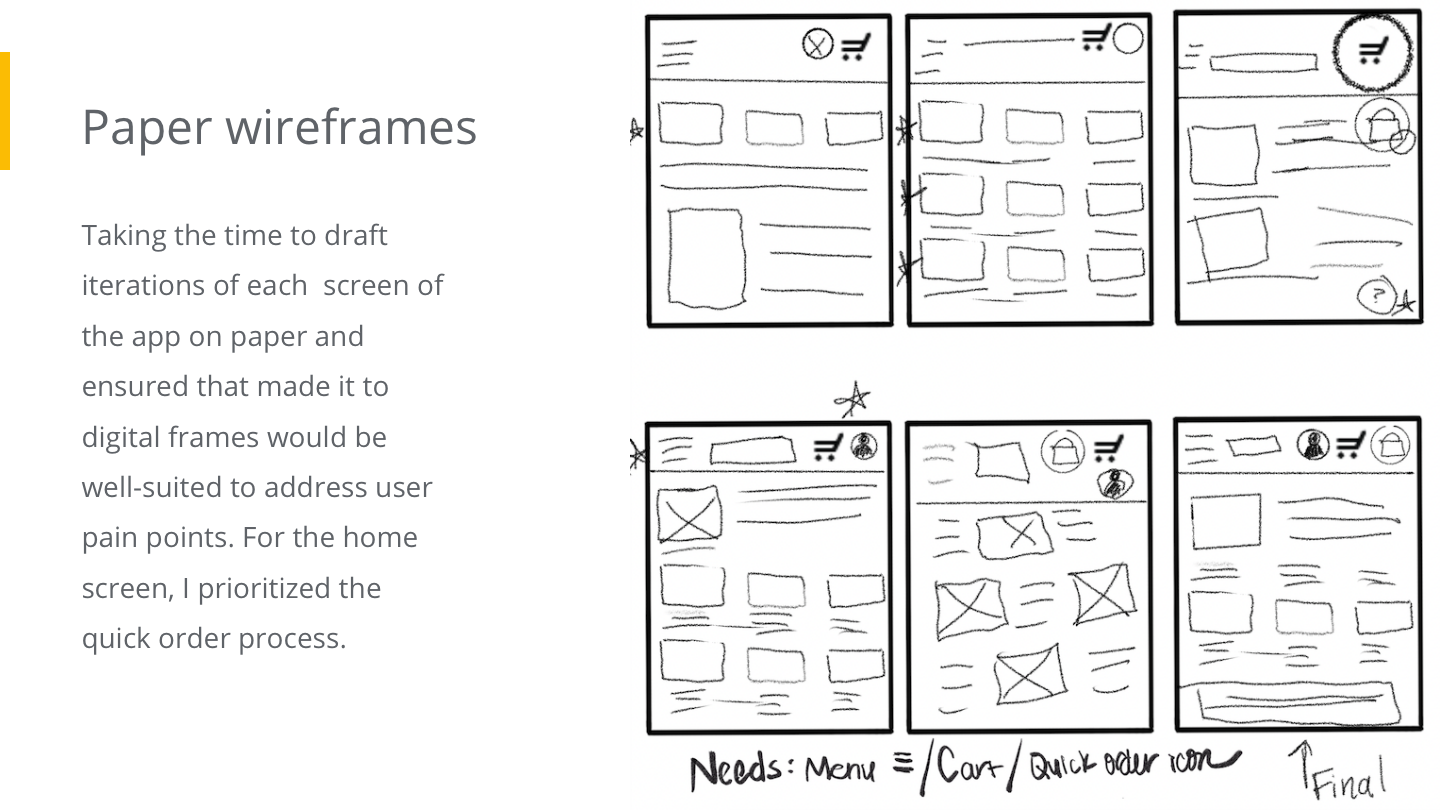 Paper wireframes
Taking the time to draft
iterations of each  screen of
the app on paper and
ensured that made it to
digital frames would be
well-suited to address user
pain points. For the home
screen, I prioritized the
quick order process.
?
Needs: Menu ≡ / Cart / Quick order icon
↑ Final